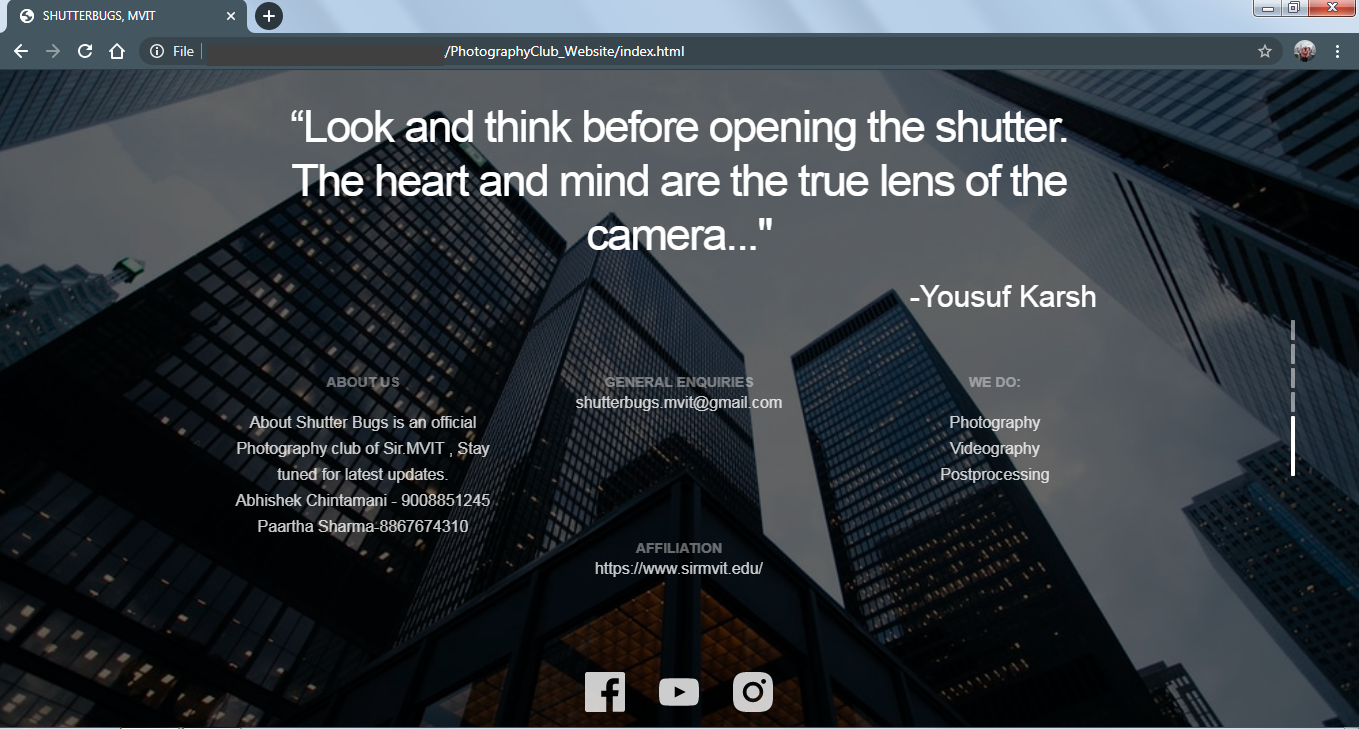 SHUTTERBUGS, MVIT
File
/PhotographyClub_Website/index.html
“Look and think before opening the shutter.
The heart and mind are the true lens of the
camera..."
-Yousuf Karsh
ABOUT US
About Shutter Bugs is an official
Photography club of Sir.MVIT , Stay
tuned for latest updates.
Abhishek Chintamani - 9008851245
Paartha Sharma-8867674310
GENERAL ENQUIRIES
shutterbugs.mvit@gmail.com
AFFILIATION
https://www.sirmvit.edu/
WE DO:
Photography
Videography
Postprocessing